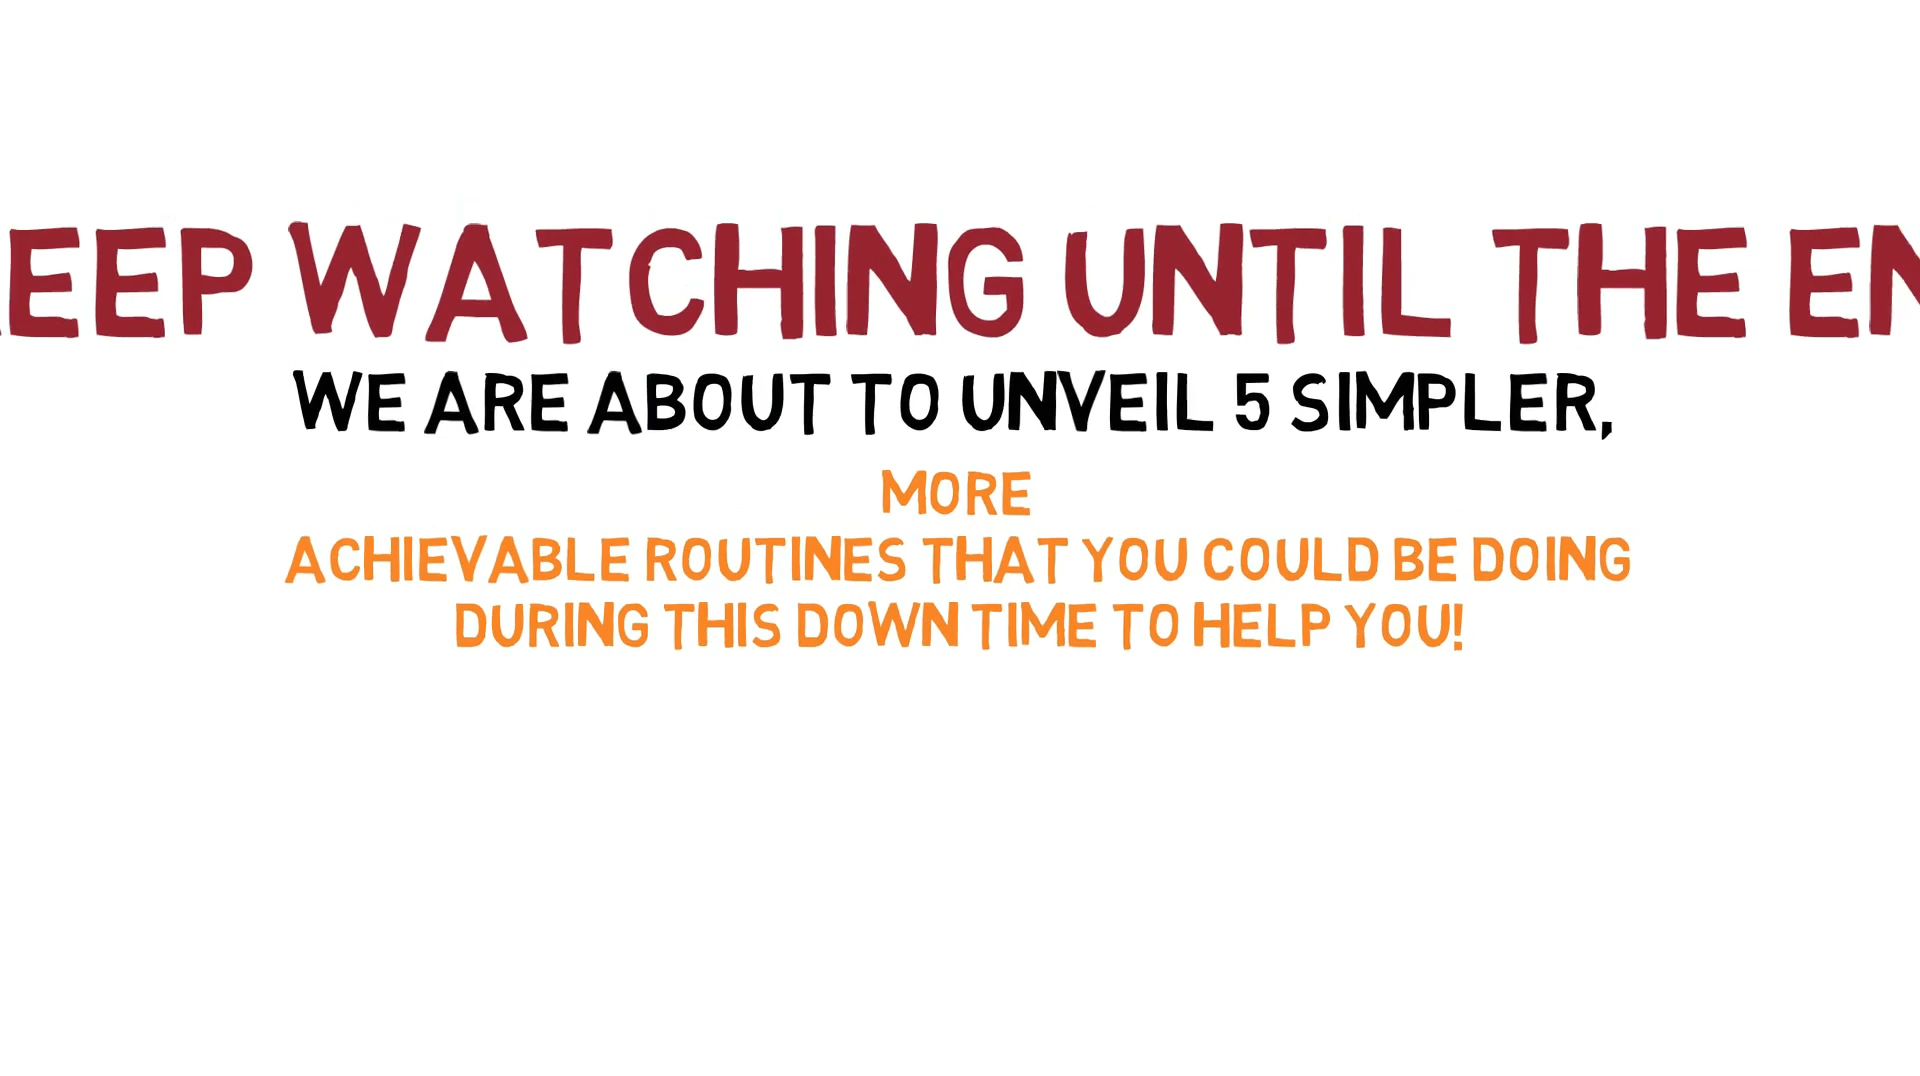 EEP WATCHING UNTIL THE EN
WE ARE ABOUT TO UNVEIL 5 SIMPLER,
MORE
ACHIEVABLE ROUTINES THAT YOU COULD BE DOING
DURING THIS DOWN TIME TO HELP YOU!